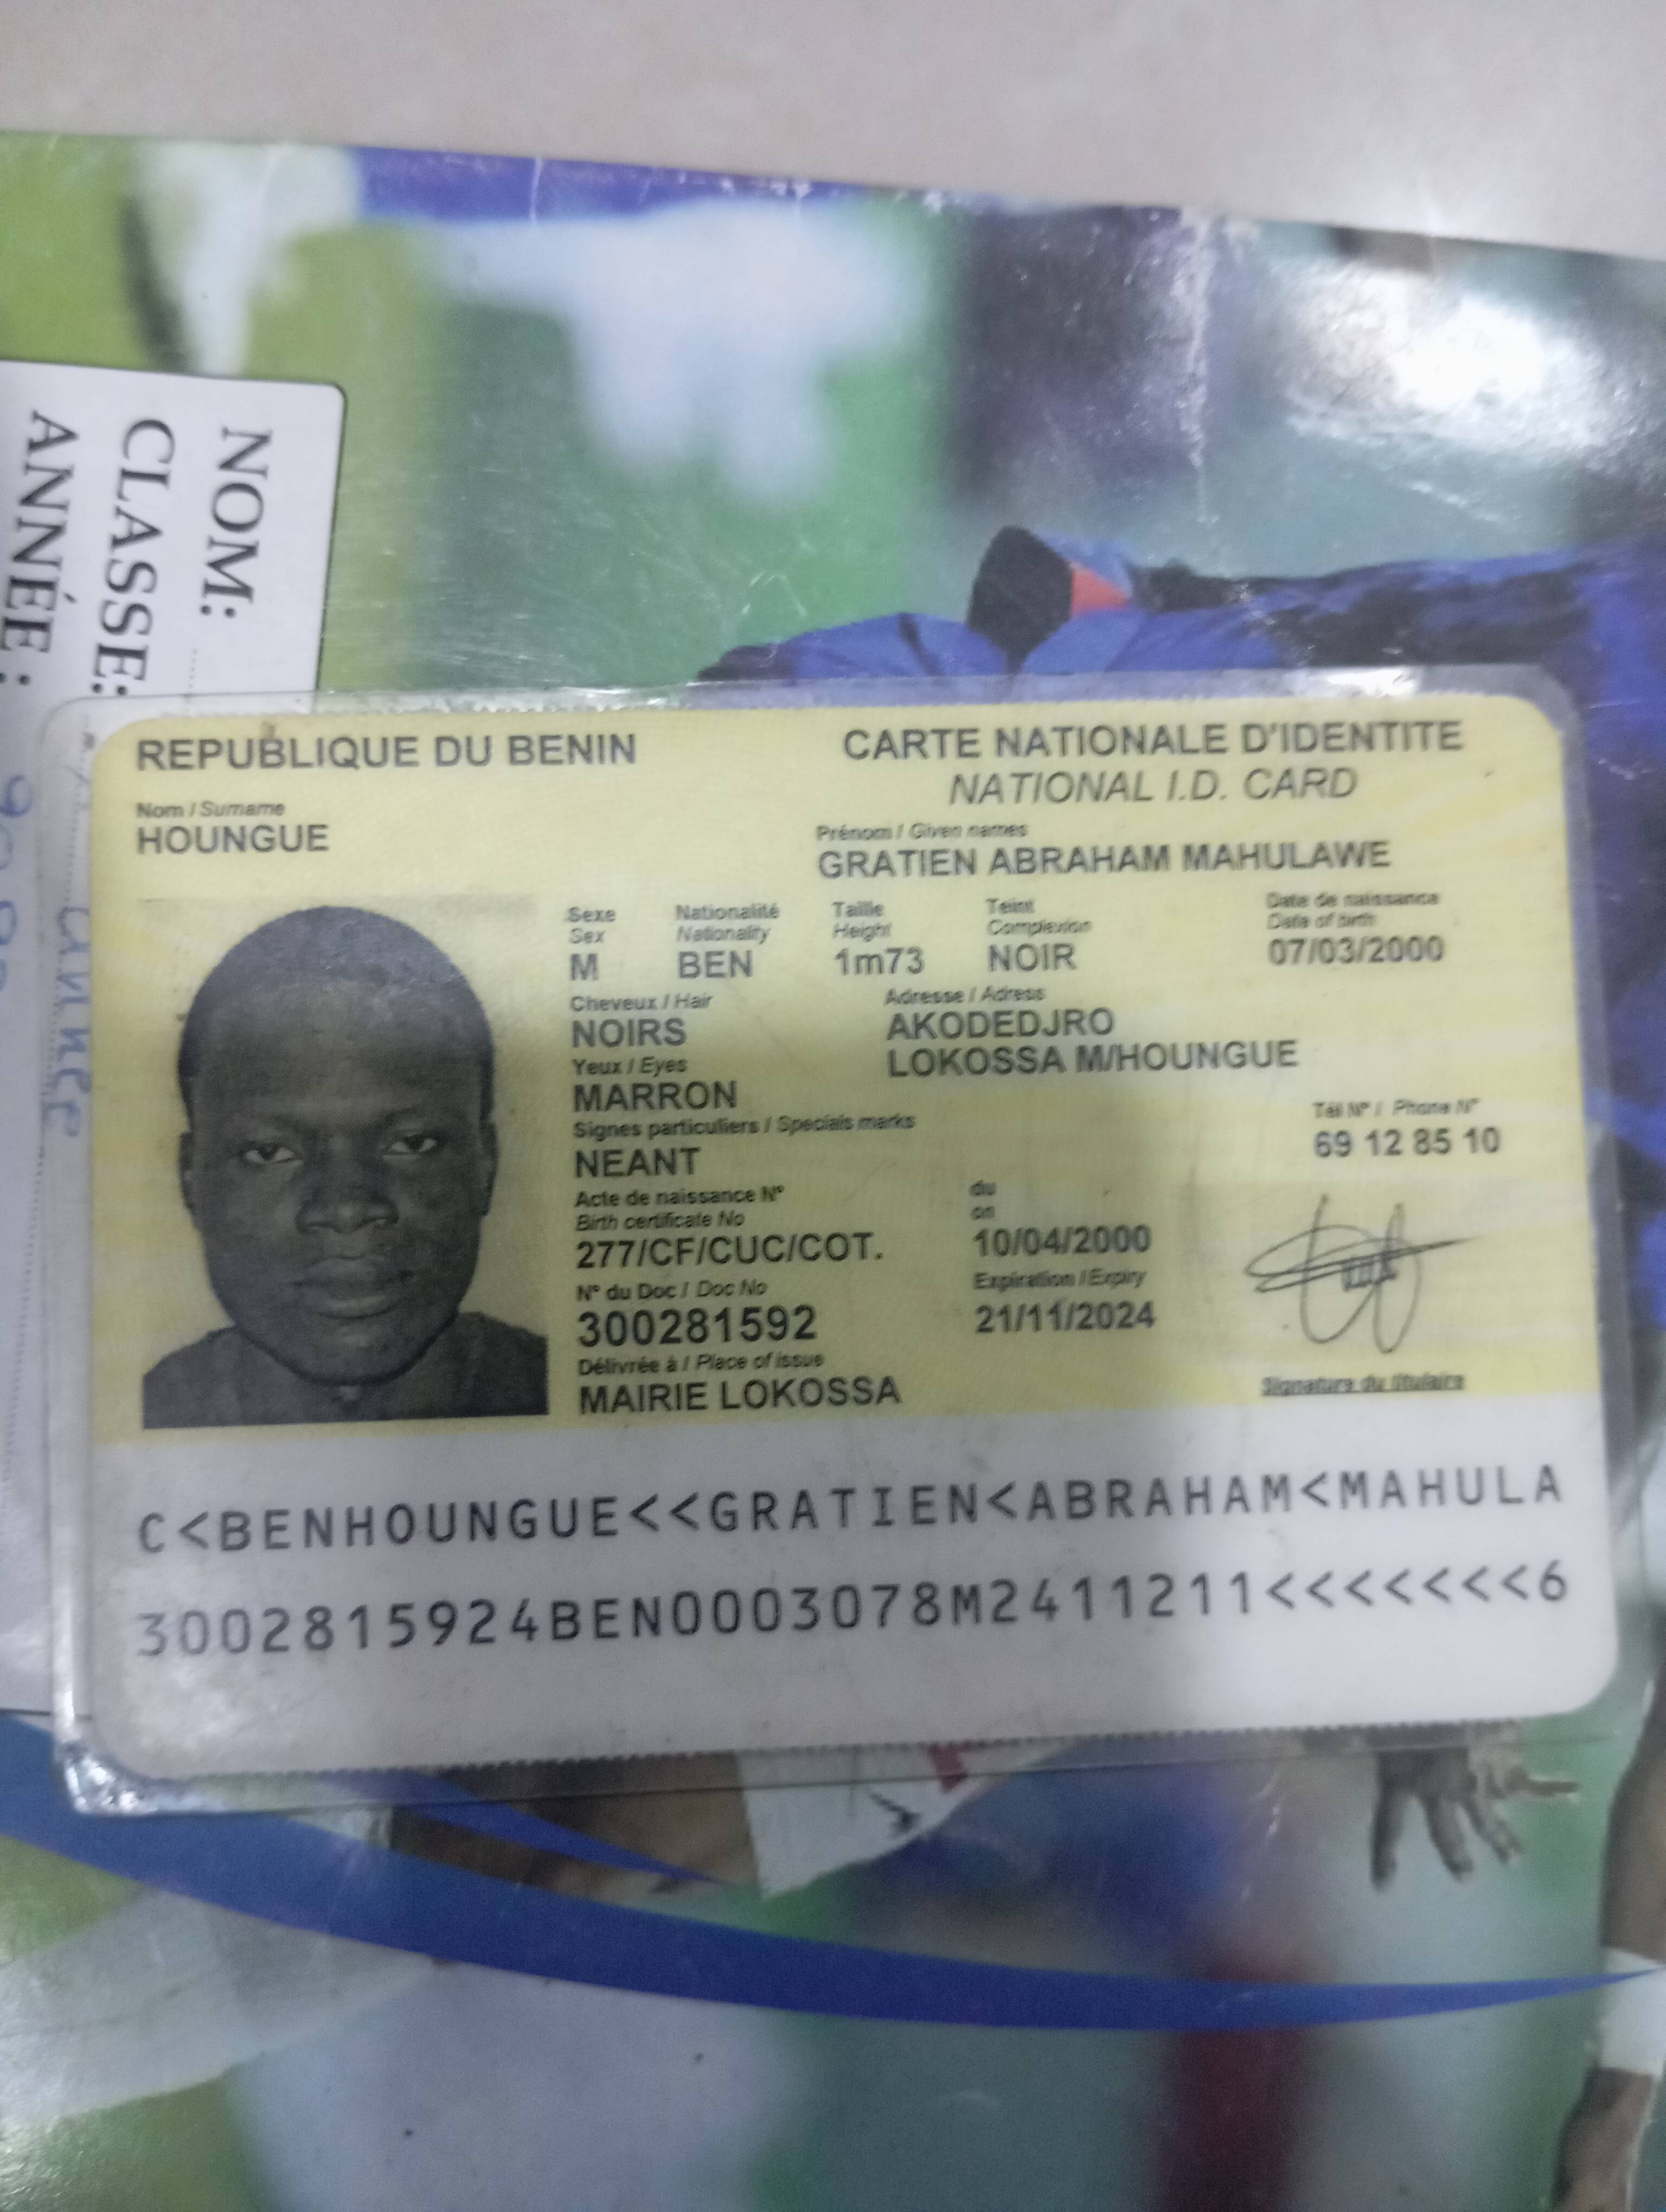 NOM:
CLASSE:
ANNÉE :
REPUBLIQUE DU BENIN
CARTE NATIONALE D'IDENTITE
NATIONAL I.D. CARD
Nom / Surname
HOUNGUE
Prénom / Given names
GRATIEN ABRAHAM MAHULAWE
Sexe Nationalité Taille Teint Date de naissance
Sex Nationality Height Complexion Date of birth
M BEN 1m73 NOIR 07/03/2000
Cheveux / Hair Adresse / Adress
NOIRS AKODEDJRO
Yeux / Eyes LOKOSSA M/HOUNGUE
MARRON
Signes particuliers / Specials marks Tél N° / Phone N°
NEANT 69 12 85 10
Acte de naissance N° du
Birth certificate No on
277/CF/CUC/COT. 10/04/2000
N° du Doc / Doc No Expiration / Expiry
300281592 21/11/2024
Délivrée à / Place of issue
MAIRIE LOKOSSA
Signature du titulaire
C<BENHOUNGUE<<GRATIEN<ABRAHAM<MAHULA
3002815924BEN0003078M2411211<<<<<<<6